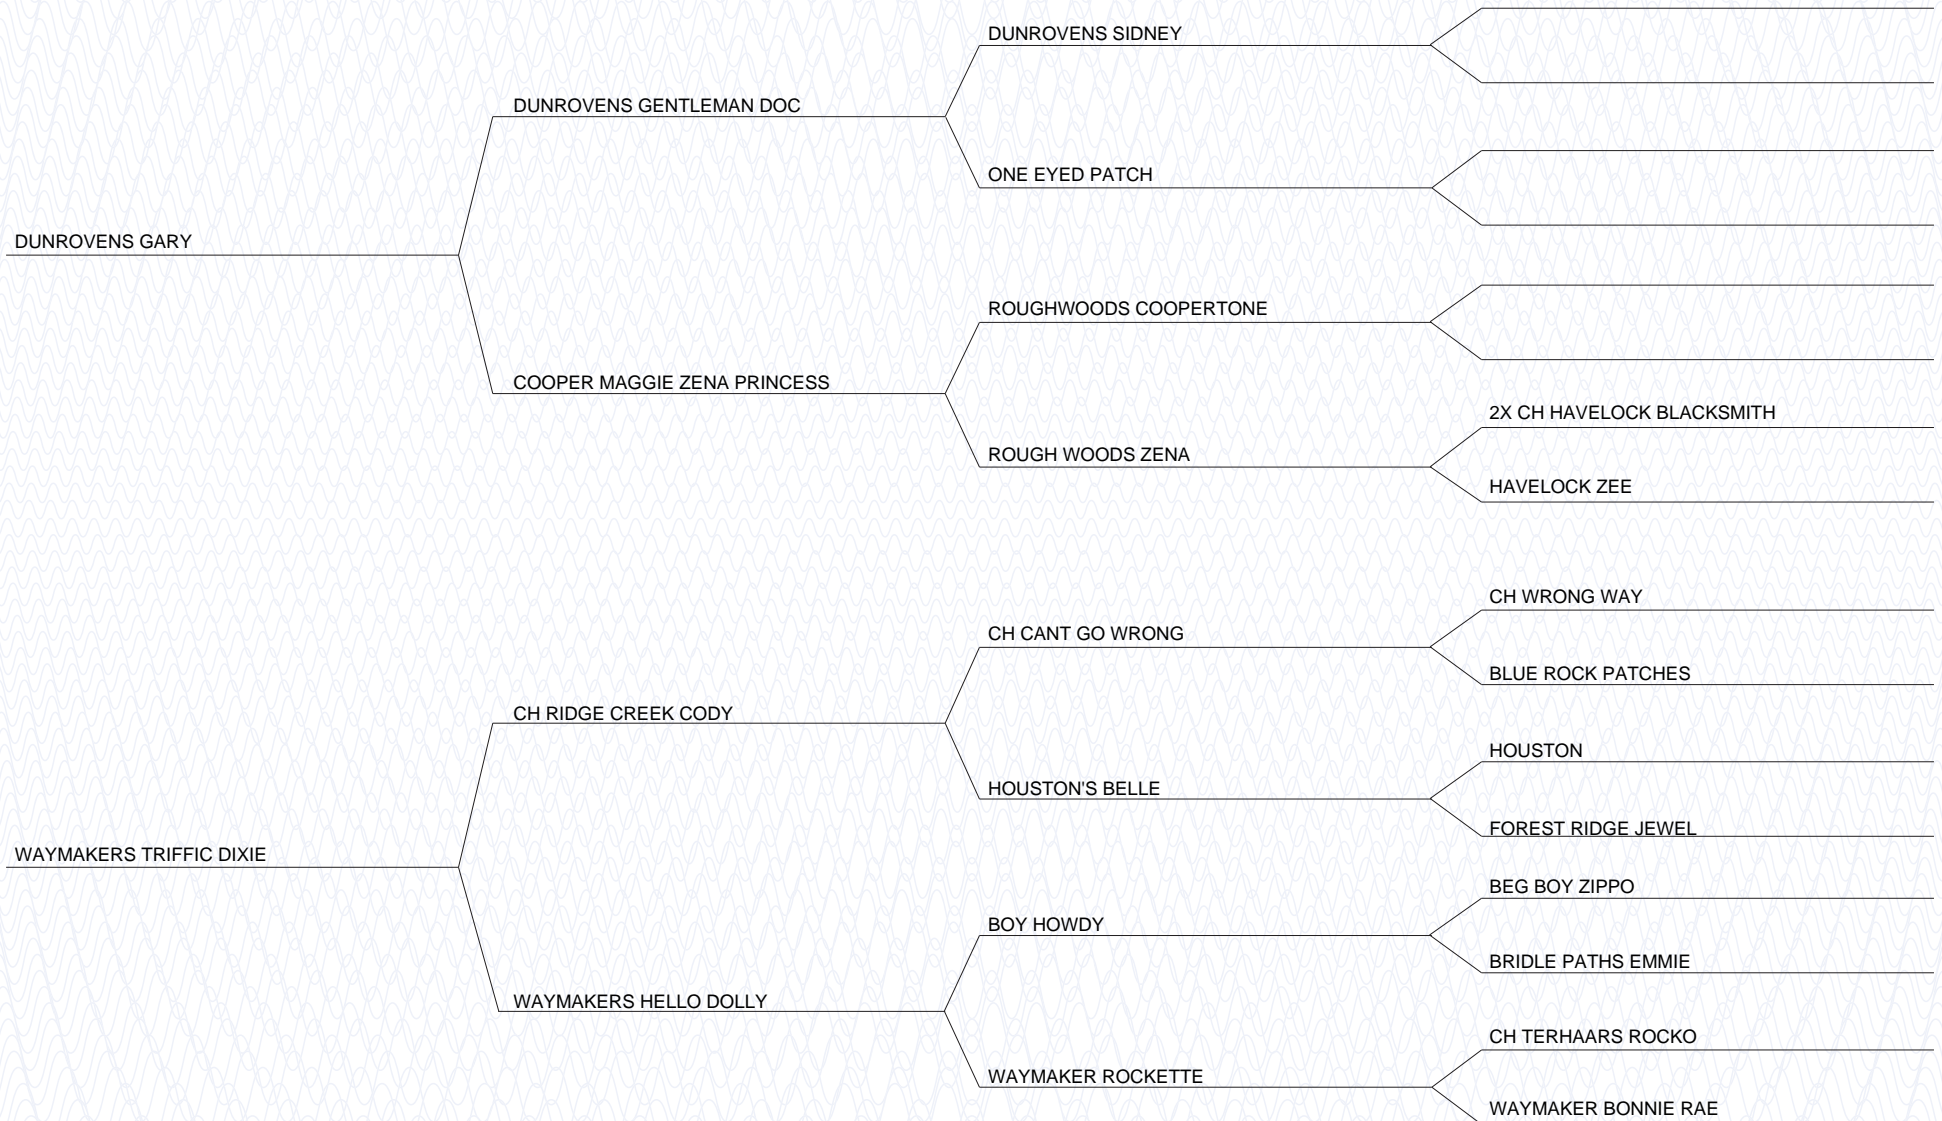 DUNROVENS SIDNEY
DUNROVENS GENTLEMAN DOC
ONE EYED PATCH
DUNROVENS GARY
ROUGHWOODS COOPERTONE
COOPER MAGGIE ZENA PRINCESS
2X CH HAVELOCK BLACKSMITH
ROUGH WOODS ZENA
HAVELOCK ZEE
CH WRONG WAY
CH CANT GO WRONG
BLUE ROCK PATCHES
CH RIDGE CREEK CODY
HOUSTON
HOUSTON'S BELLE
FOREST RIDGE JEWEL
WAYMAKERS TRIFFIC DIXIE
BEG BOY ZIPPO
BOY HOWDY
BRIDLE PATHS EMMIE
WAYMAKERS HELLO DOLLY
CH TERHAARS ROCKO
WAYMAKER ROCKETTE
WAYMAKER BONNIE RAE